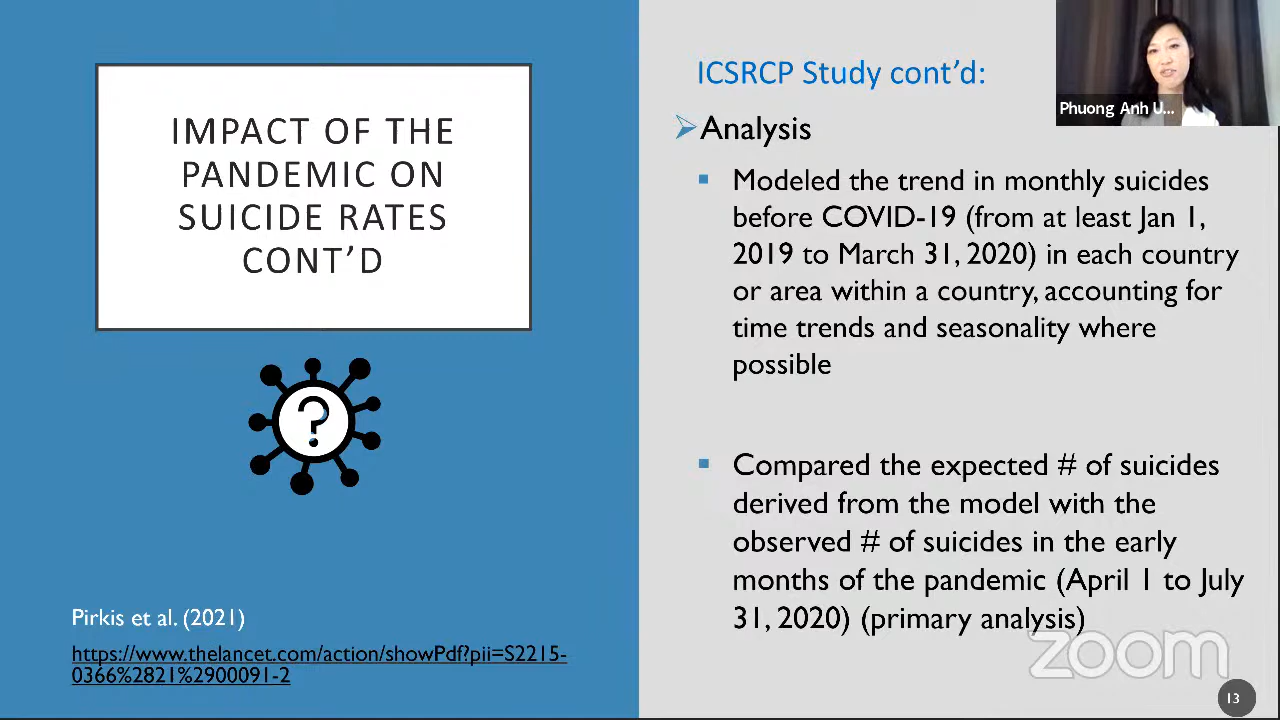 IMPACT OF THE
PANDEMIC ON
SUICIDE RATES
CONT’D
?
Pirkis et al. (2021)
https://www.thelancet.com/action/showPdf?pii=S2215-
0366%2821%2900091-2
ICSRCP Study cont’d:
Analysis
Modeled the trend in monthly suicides
before COVID-19 (from at least Jan 1,
2019 to March 31, 2020) in each country
or area within a country, accounting for
time trends and seasonality where
possible
Compared the expected # of suicides
derived from the model with the
observed # of suicides in the early
months of the pandemic (April 1 to July
31, 2020) (primary analysis)
Phuong Anh U...
zoom
13